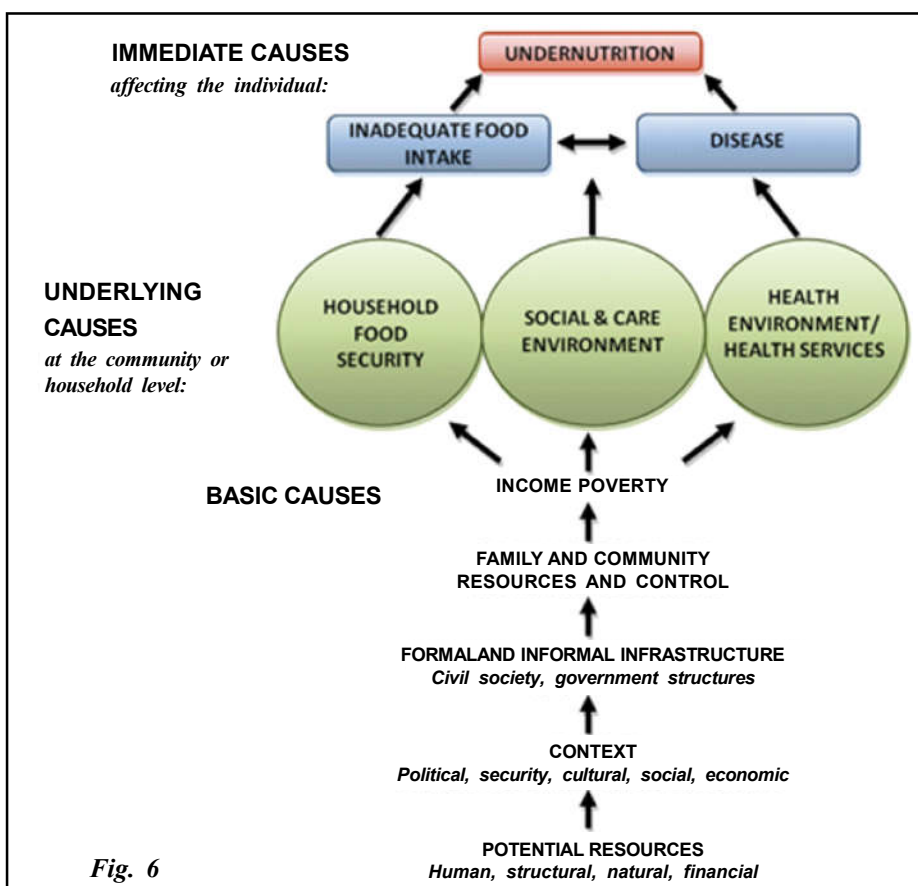 IMMEDIATE CAUSES
affecting the individual:
UNDERNUTRITION
INADEQUATE FOOD
INTAKE
DISEASE
UNDERLYING
CAUSES
at the community or
household level:
HOUSEHOLD
FOOD
SECURITY
SOCIAL & CARE
ENVIRONMENT
HEALTH
ENVIRONMENT/
HEALTH SERVICES
BASIC CAUSES
INCOME POVERTY
FAMILY AND COMMUNITY
RESOURCES AND CONTROL
FORMALAND INFORMAL INFRASTRUCTURE
Civil society, government structures
CONTEXT
Political, security, cultural, social, economic
POTENTIAL RESOURCES
Human, structural, natural, financial
Fig. 6